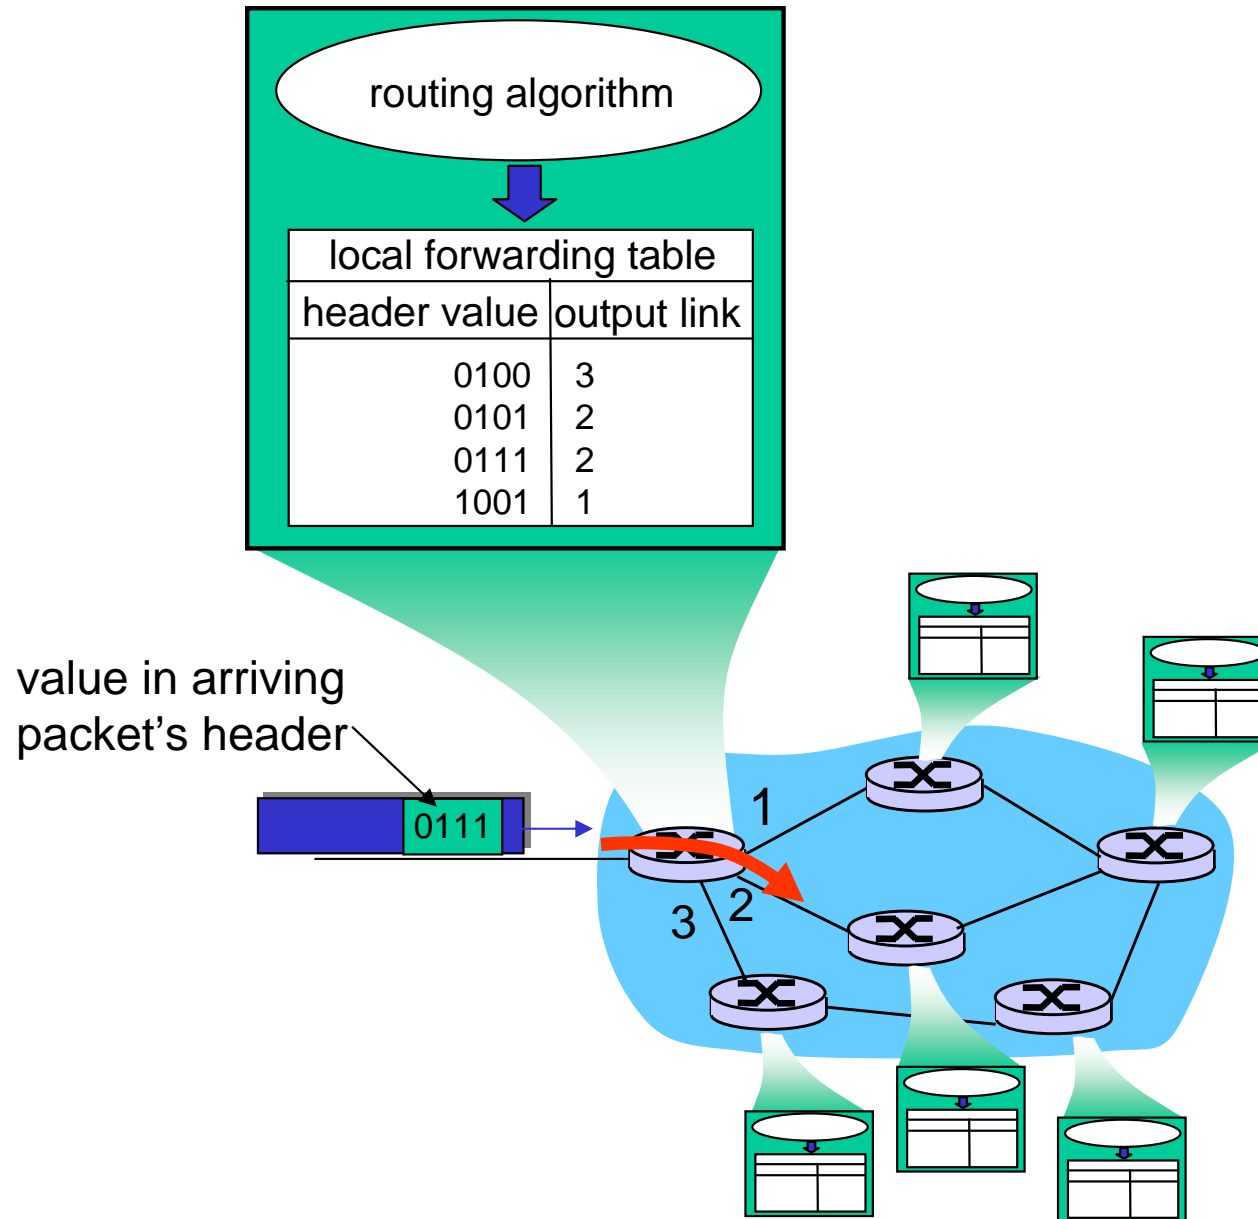 routing algorithm
local forwarding table
header value output link
0100 3
0101 2
0111 2
1001 1
value in arriving
packet's header
0111
1
2
3